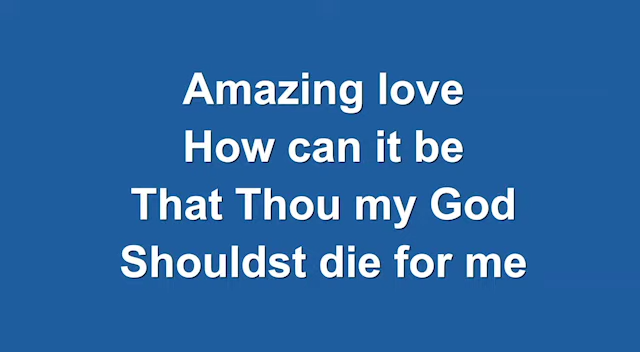 Amazing love
How can it be
That Thou my God
Shouldst die for me